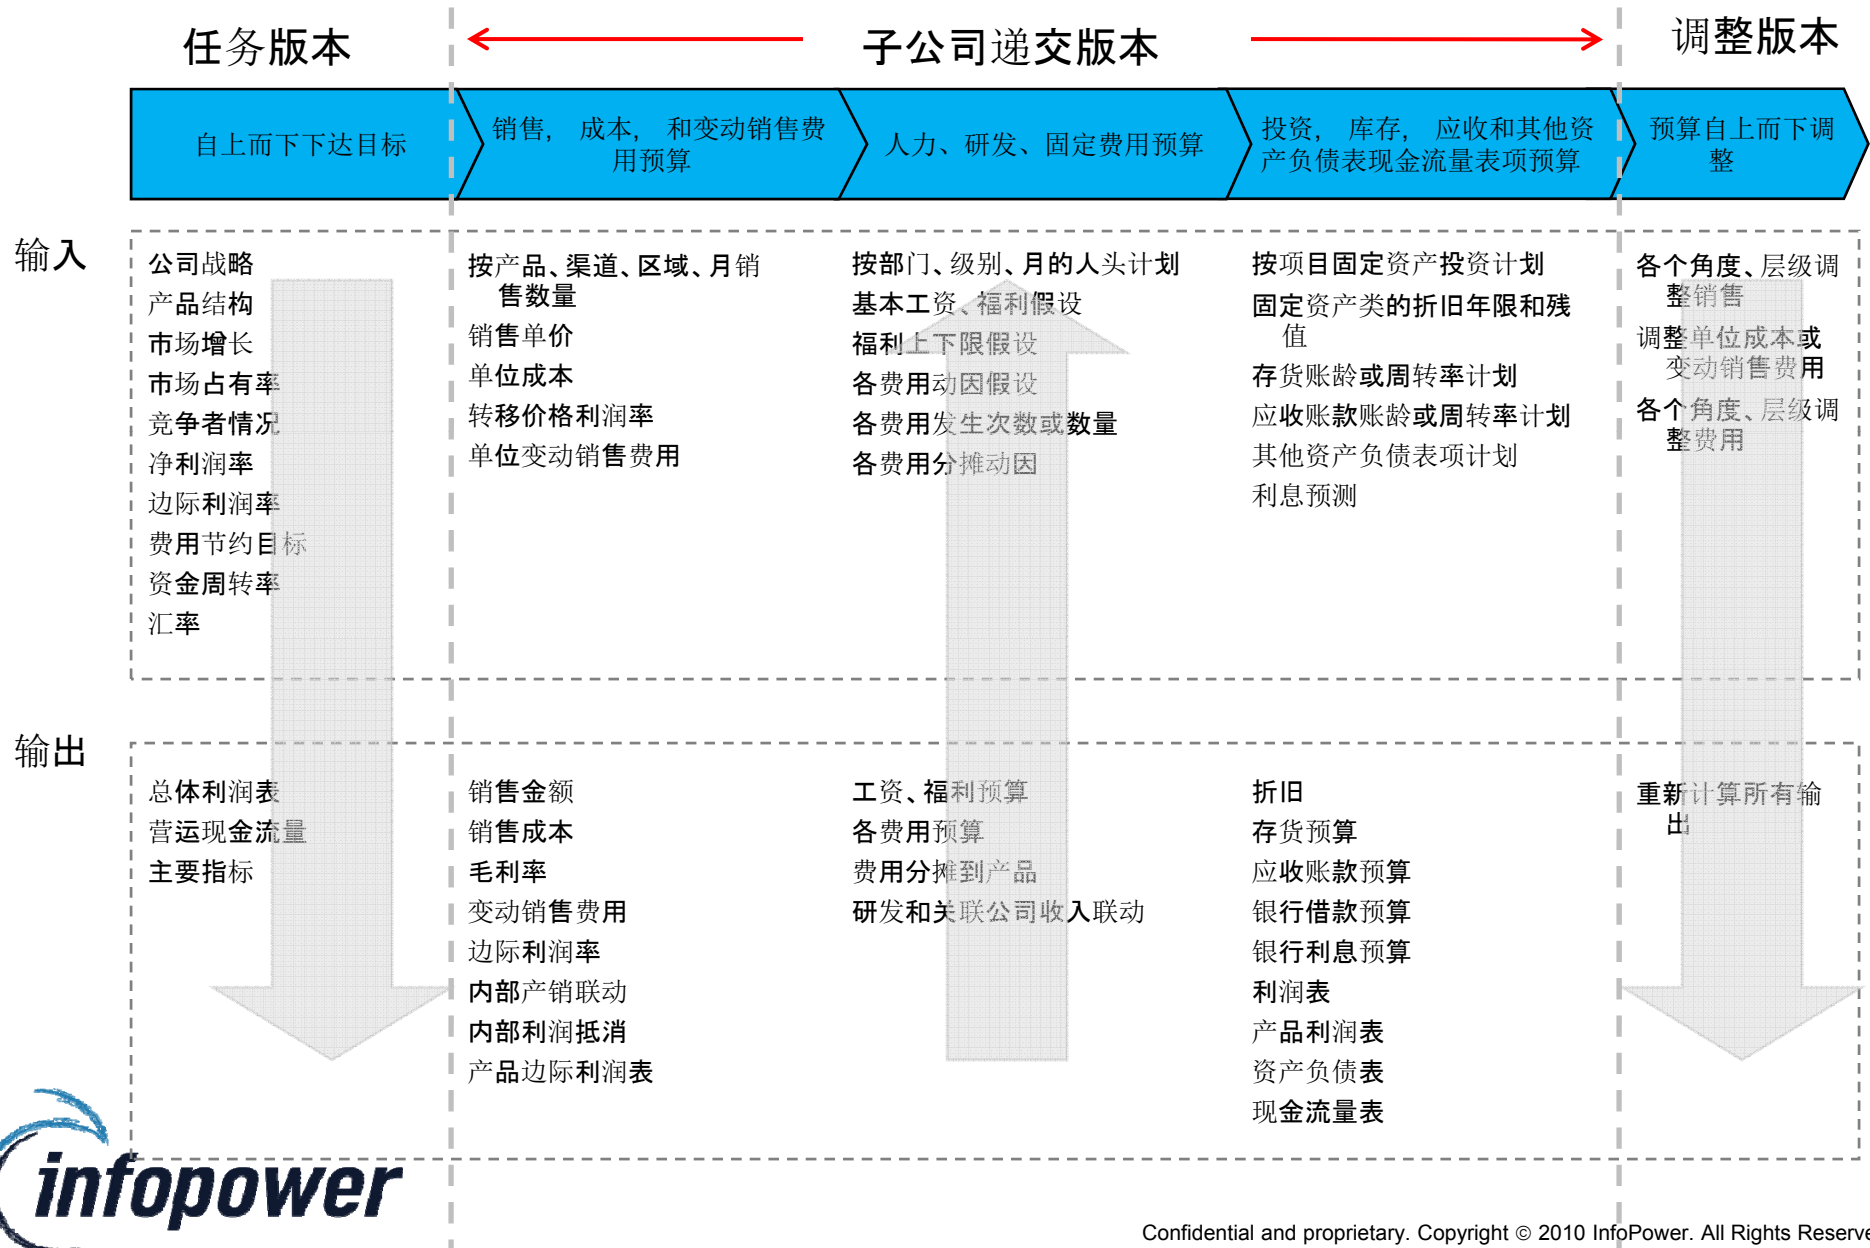 任务版本
子公司递交版本
调整版本
自上而下下达目标
销售， 成本， 和变动销售费
用预算
人力、研发、固定费用预算
投资， 库存， 应收和其他资
产负债表现金流量表项预算
预算自上而下调
整
输入
公司战略
产品结构
市场增长
市场占有率
竞争者情况
净利润率
边际利润率
费用节约目标
资金周转率
汇率
按产品、渠道、区域、月销
售数量
销售单价
单位成本
转移价格利润率
单位变动销售费用
按部门、级别、月的人头计划
基本工资、福利假设
福利上下限假设
各费用动因假设
各费用发生次数或数量
各费用分摊动因
按项目固定资产投资计划
固定资产类的折旧年限和残
值
存货账龄或周转率计划
应收账款账龄或周转率计划
其他资产负债表项计划
利息预测
各个角度、层级调
整销售
调整单位成本或
变动销售费用
各个角度、层级调
整费用
输出
总体利润表
营运现金流量
主要指标
销售金额
销售成本
毛利率
变动销售费用
边际利润率
内部产销联动
内部利润抵消
产品边际利润表
工资、福利预算
各费用预算
费用分摊到产品
研发和关联公司收入联动
折旧
存货预算
应收账款预算
银行借款预算
银行利息预算
利润表
产品利润表
资产负债表
现金流量表
重新计算所有输
出
infopower
Confidential and proprietary. Copyright © 2010 InfoPower. All Rights Reserve